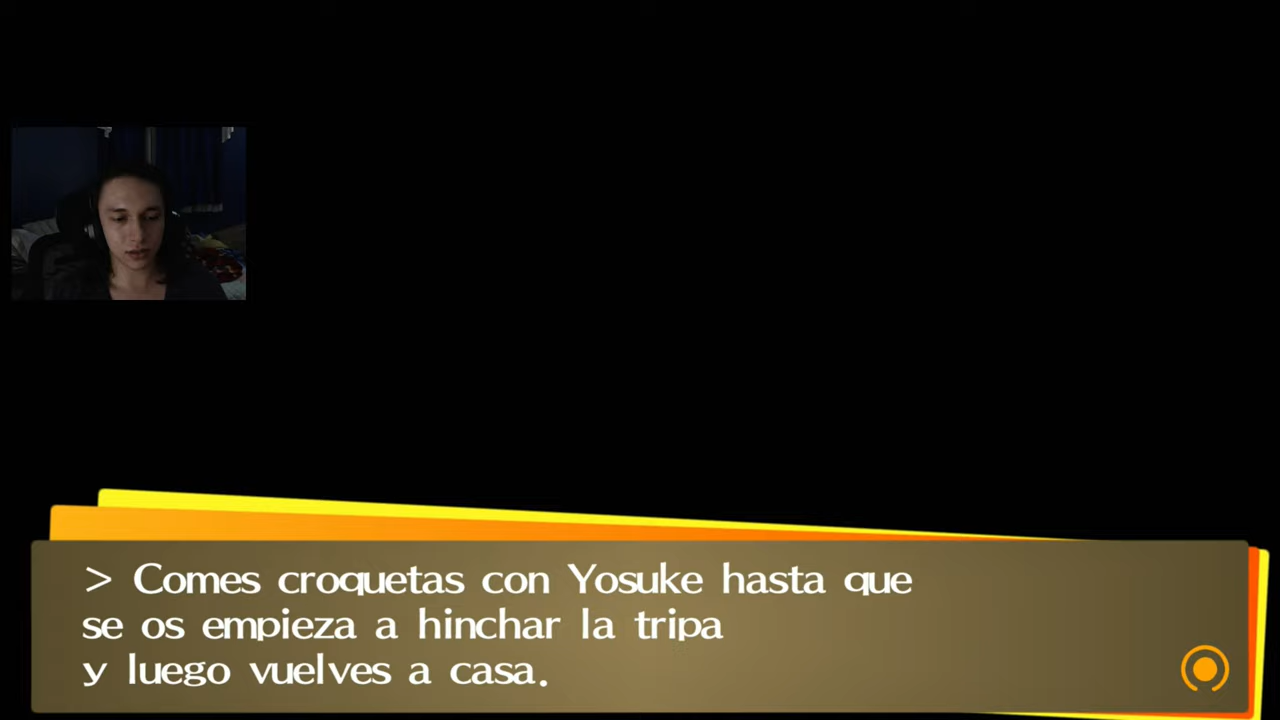 > Comes croquetas con Yosuke hasta que
se os empieza a hinchar la tripa
y luego vuelves a casa.